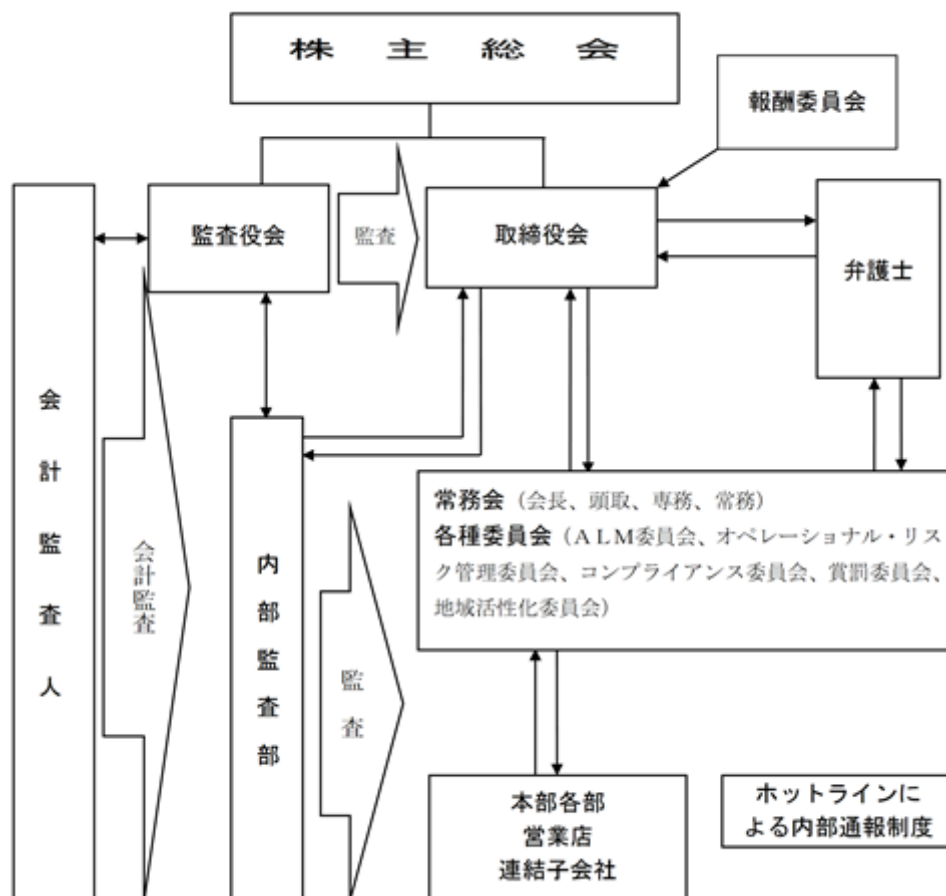 株主総会
報酬委員会
監査役会
監査
取締役会
弁護士
会計監査人
会計監査
内部監査部
監査
常務会（会長、頭取、専務、常務）
各種委員会（ＡＬＭ委員会、オペレーショナル・リス
ク管理委員会、コンプライアンス委員会、賞罰委員会、
地域活性化委員会）
本部各部
営業店
連結子会社
ホットラインに
よる内部通報制度